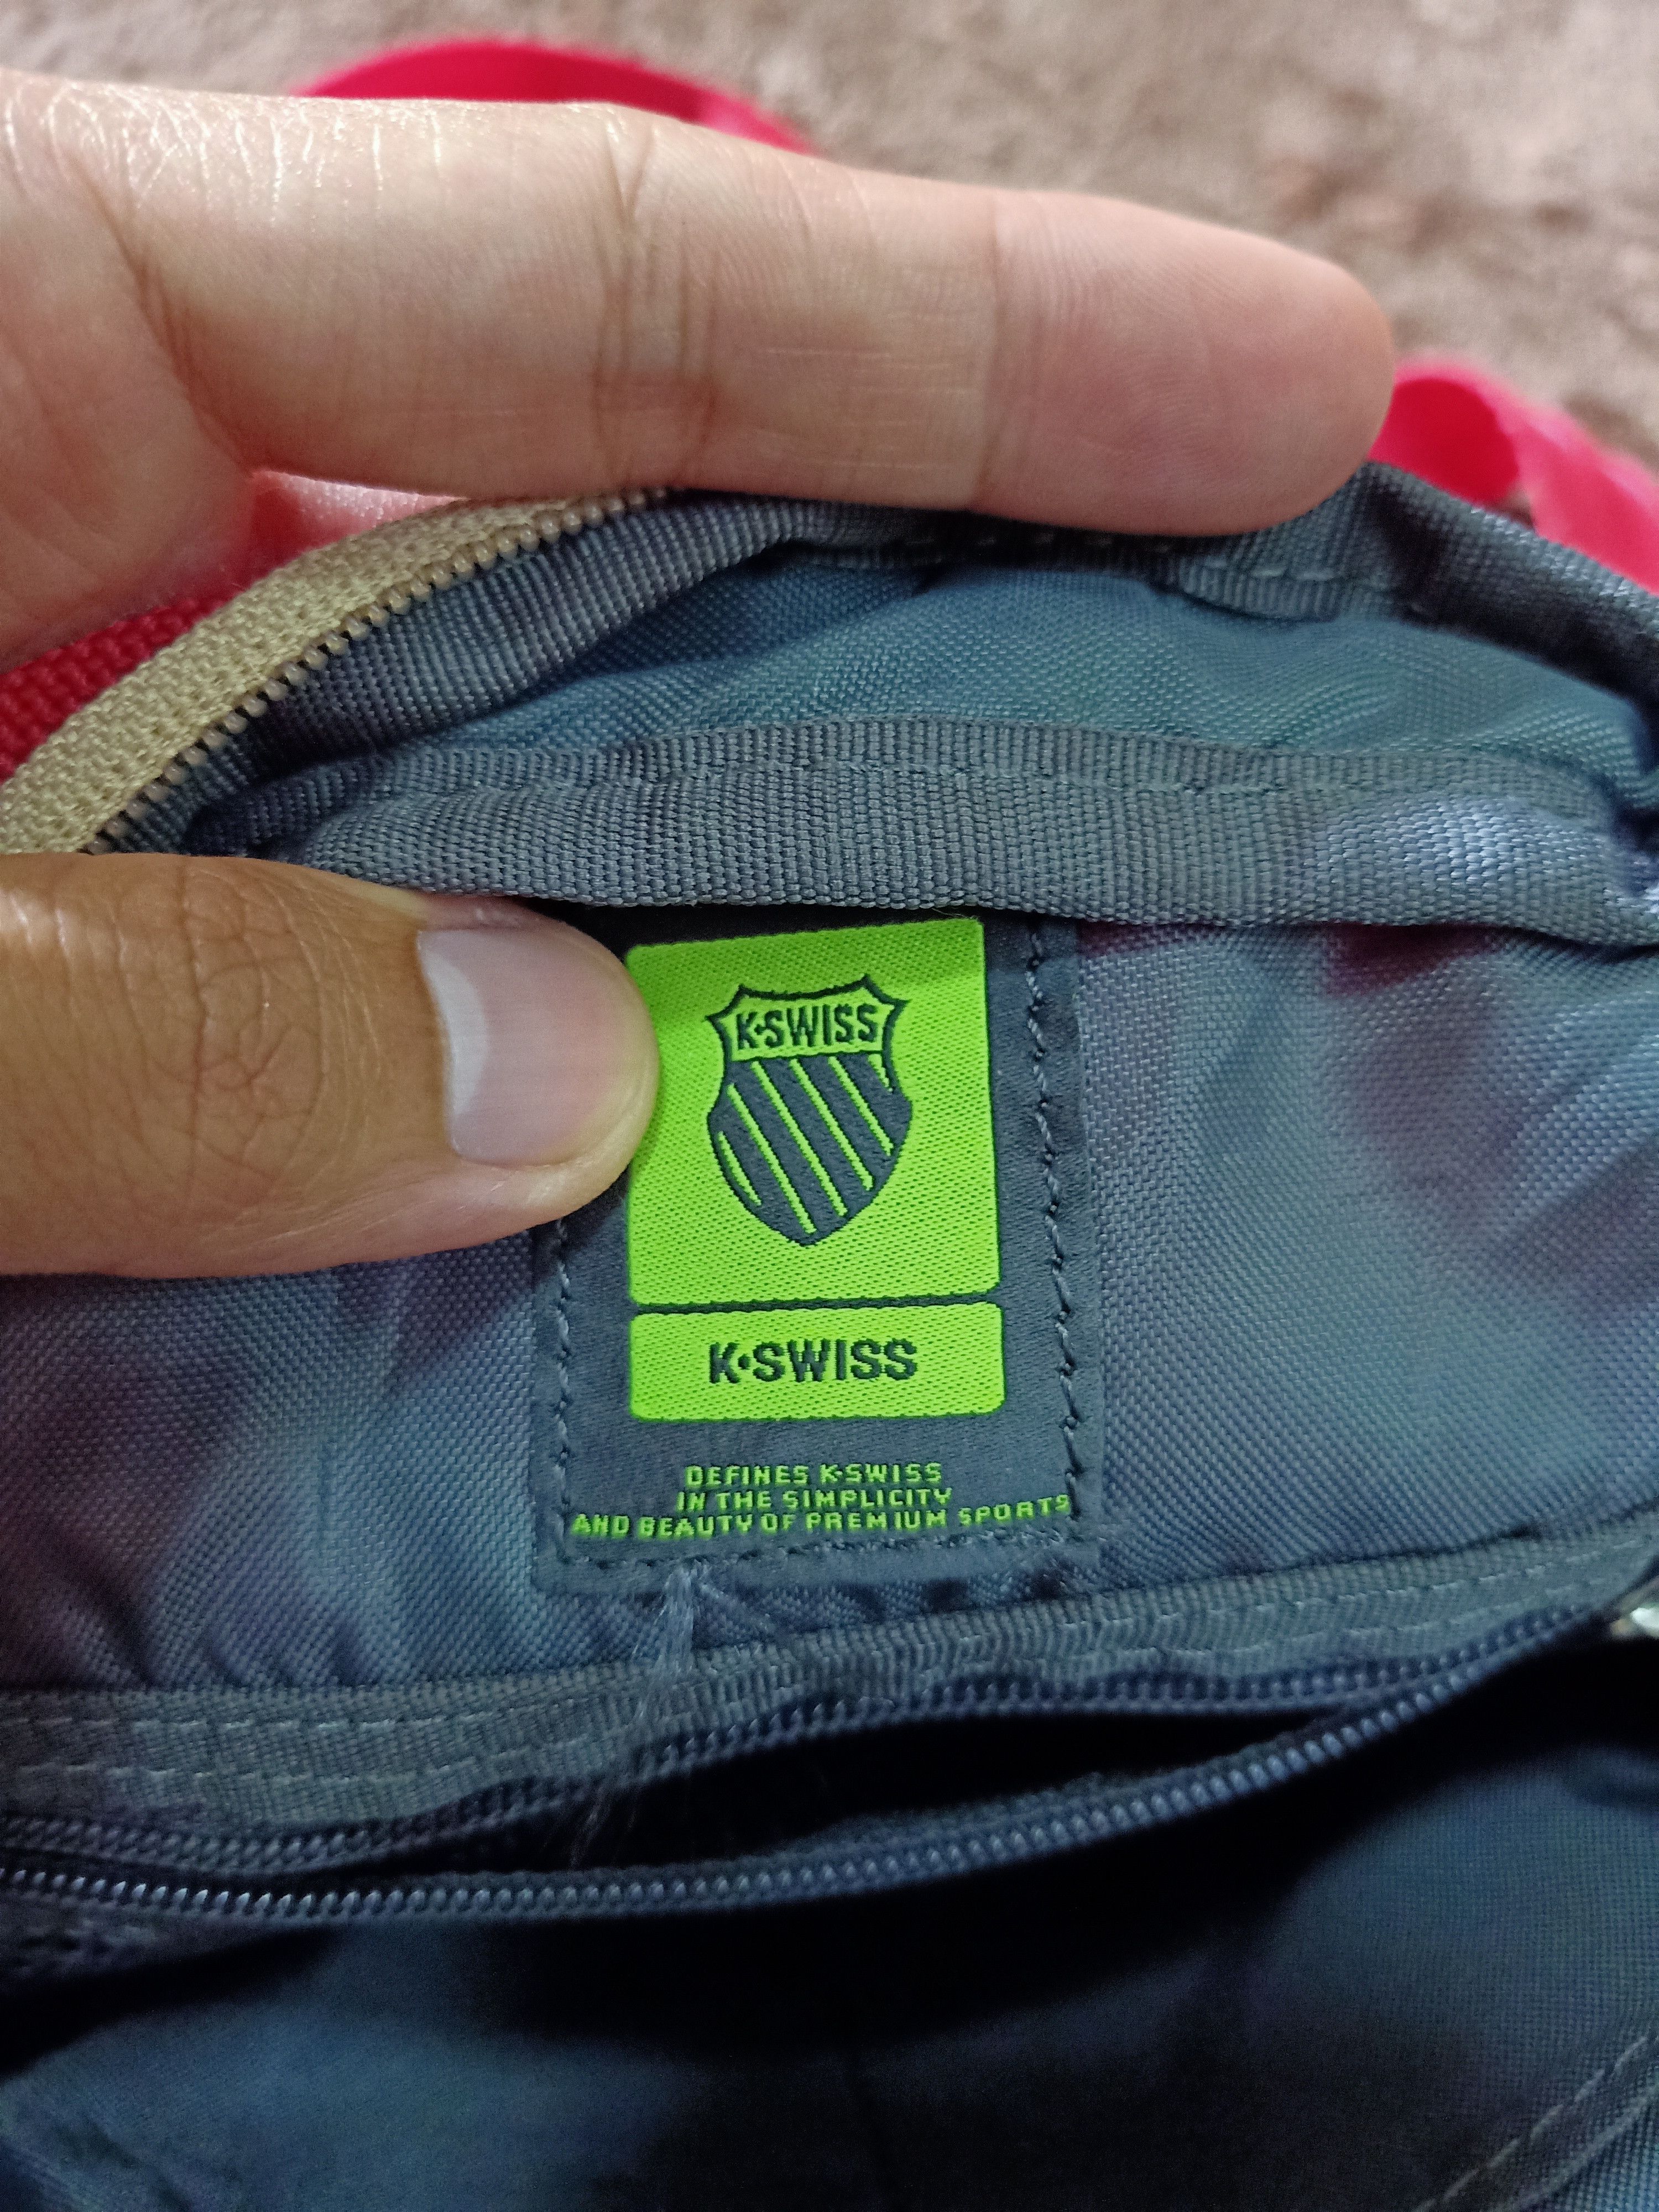 K·SWISS
K·SWISS
DEFINES K·SWISS
IN THE SIMPLICITY
AND BEAUTY OF PREMIUM SPORTS